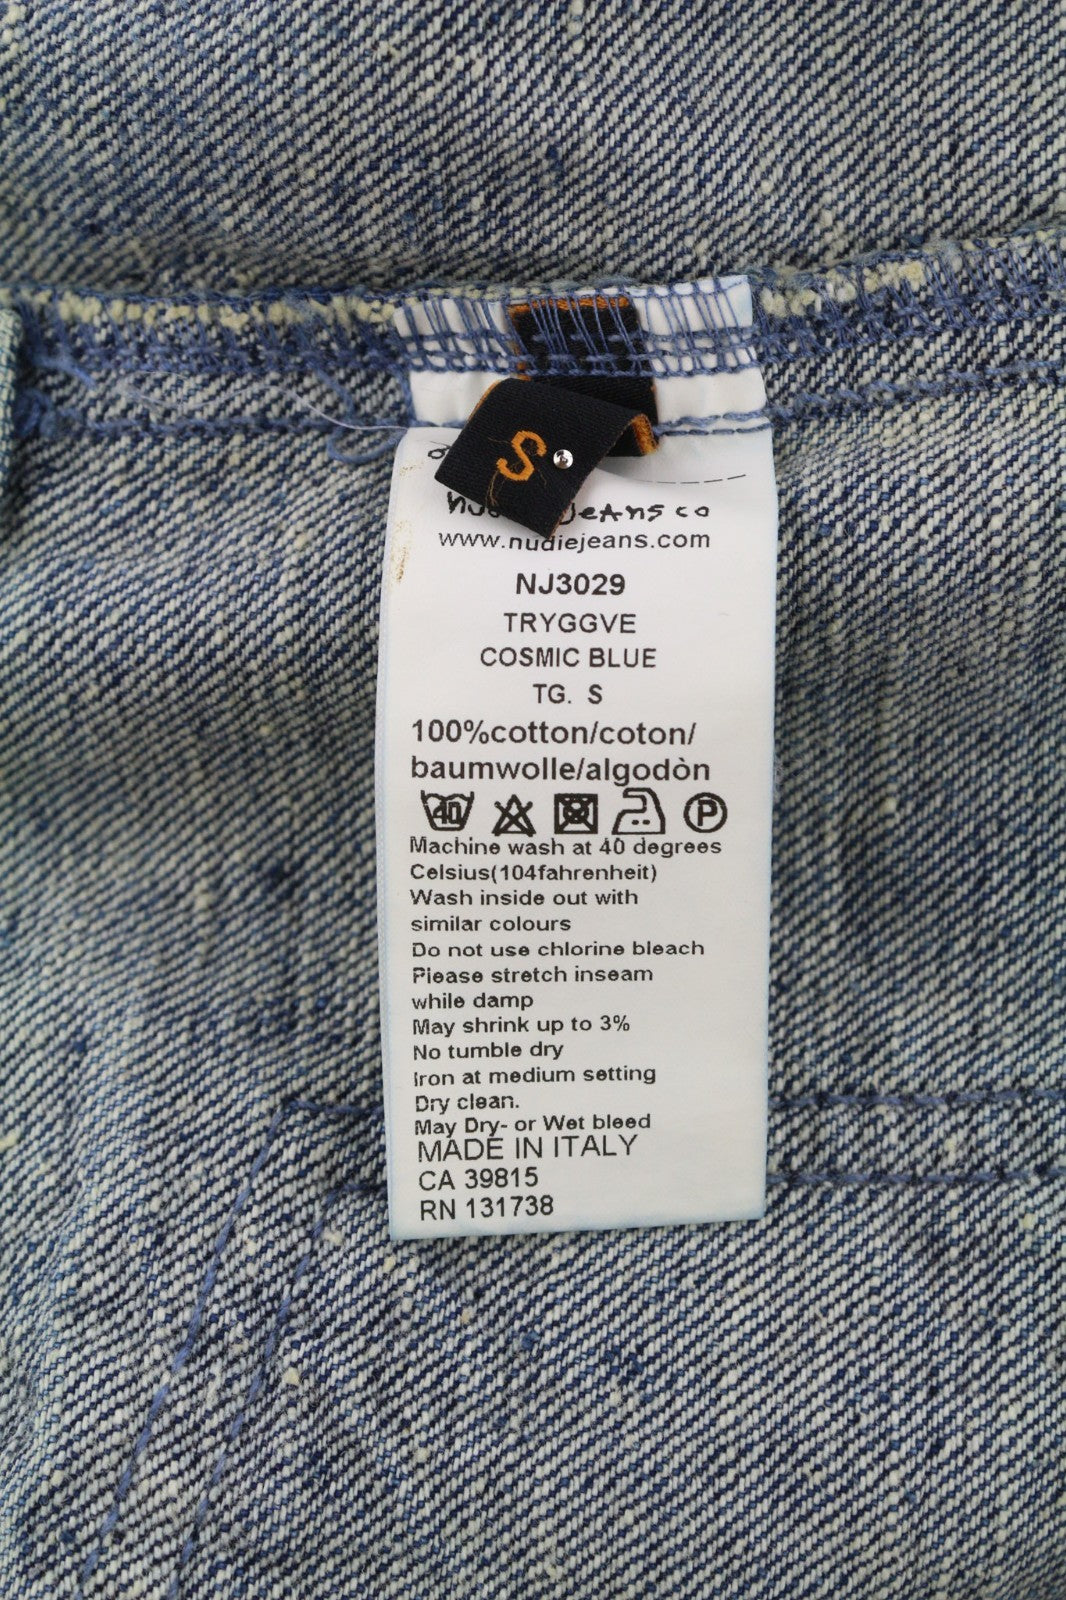 S
jeans co
www.nudiejeans.com
NJ3029
TRYGGVE
COSMIC BLUE
TG. S
100%cotton/coton/
baumwolle/algodòn
40 P
Machine wash at 40 degrees
Celsius(104fahrenheit)
Wash inside out with
similar colours
Do not use chlorine bleach
Please stretch inseam
while damp
May shrink up to 3%
No tumble dry
Iron at medium setting
Dry clean.
May Dry- or Wet bleed
MADE IN ITALY
CA 39815
RN 131738